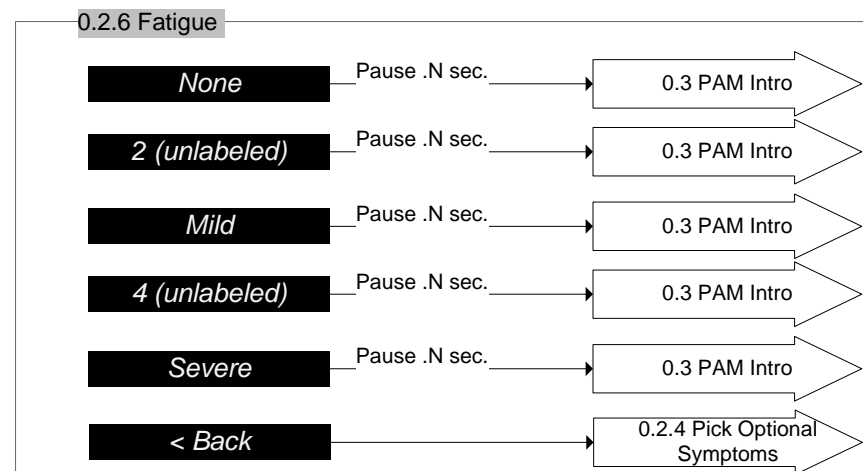 0.2.6 Fatigue
None
Pause .N sec.
0.3 PAM Intro
2 (unlabeled)
Pause .N sec.
0.3 PAM Intro
Mild
Pause .N sec.
0.3 PAM Intro
4 (unlabeled)
Pause .N sec.
0.3 PAM Intro
Severe
Pause .N sec.
0.3 PAM Intro
< Back
0.2.4 Pick Optional
Symptoms